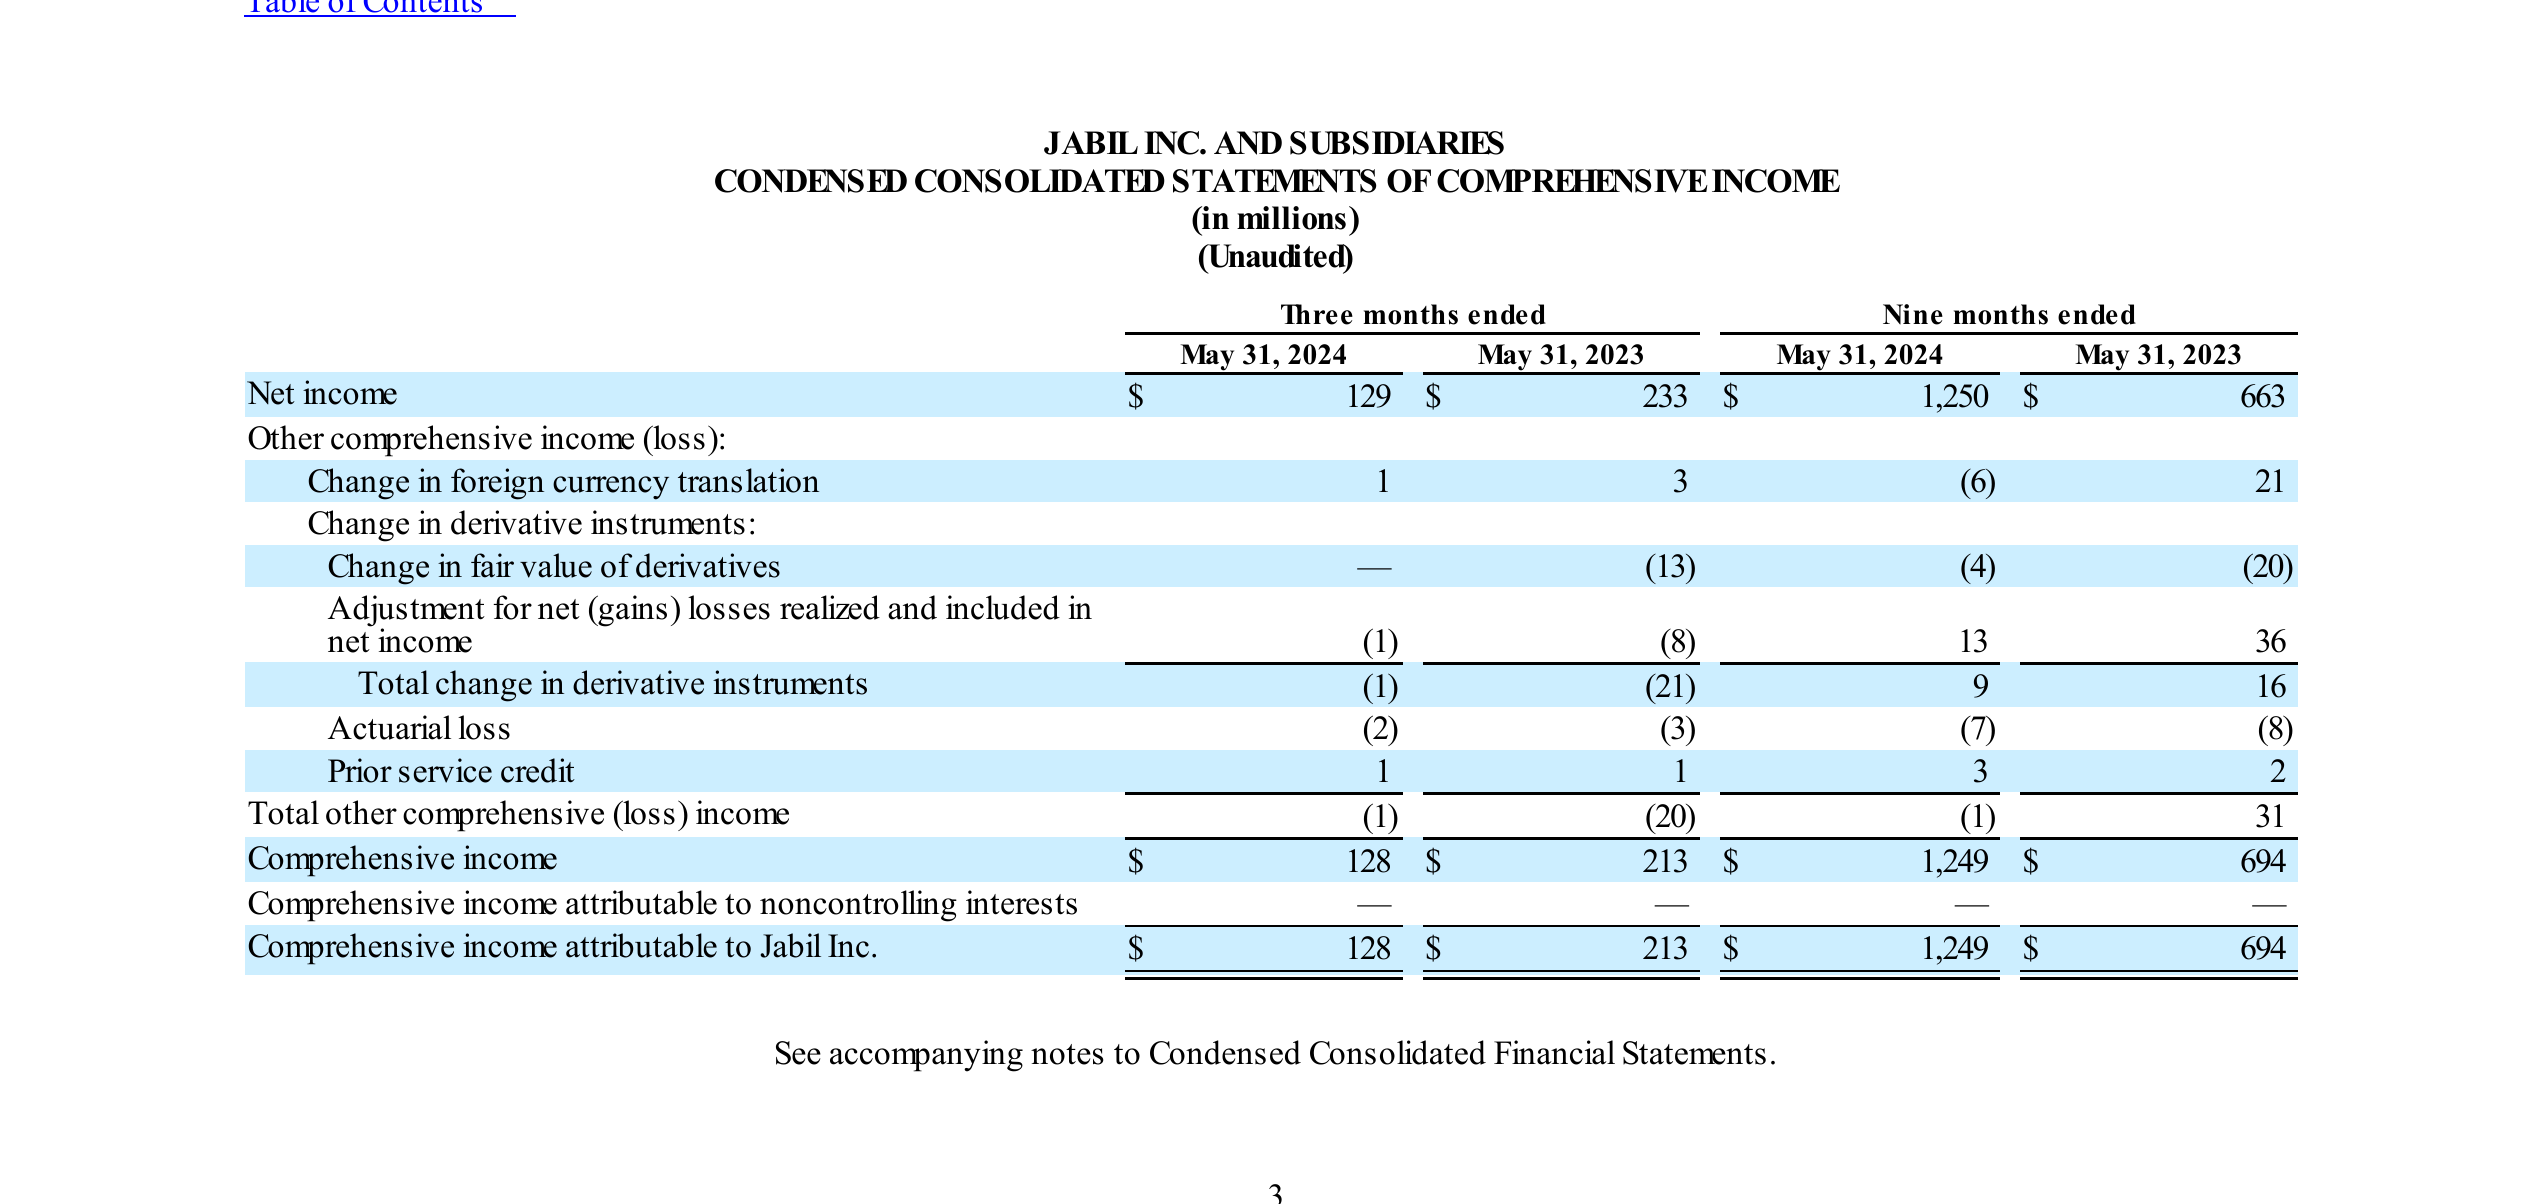 Table of Contents
JABIL INC. AND SUBSIDIARIES
CONDENSED CONSOLIDATED STATEMENTS OF COMPREHENSIVE INCOME
(in millions)
(Unaudited)
Three months ended Nine months ended
May 31, 2024 May 31, 2023 May 31, 2024 May 31, 2023
Net income $ 129 $ 233 $ 1,250 $ 663
Other comprehensive income (loss):
Change in foreign currency translation 1 3 (6) 21
Change in derivative instruments:
Change in fair value of derivatives — (13) (4) (20)
Adjustment for net (gains) losses realized and included in
net income (1) (8) 13 36
Total change in derivative instruments (1) (21) 9 16
Actuarial loss (2) (3) (7) (8)
Prior service credit 1 1 3 2
Total other comprehensive (loss) income (1) (20) (1) 31
Comprehensive income $ 128 $ 213 $ 1,249 $ 694
Comprehensive income attributable to noncontrolling interests — — — —
Comprehensive income attributable to Jabil Inc. $ 128 $ 213 $ 1,249 $ 694
See accompanying notes to Condensed Consolidated Financial Statements.
3